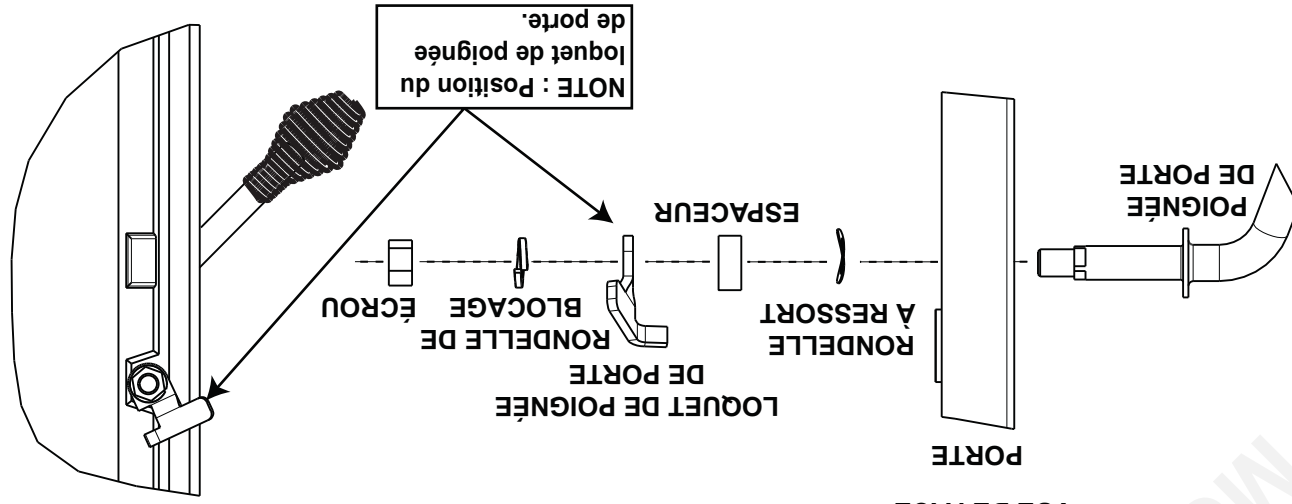 PORTE
POIGNÉE
DE PORTE
RONDELLE
À RESSORT
ESPACEUR
LOQUET DE POIGNÉE
DE PORTE
RONDELLE DE
BLOCAGE
ÉCROU
NOTE : Position du
loquet de poignée
de porte.